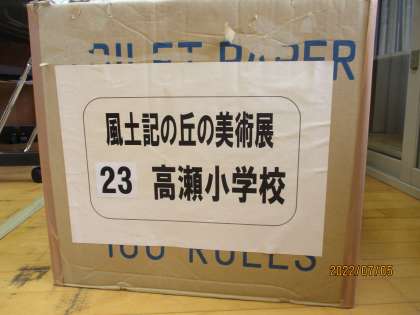 TOILET PAPER
風土記の丘の美術展
23 高瀬小学校
100 ROLLS
2022/07/05